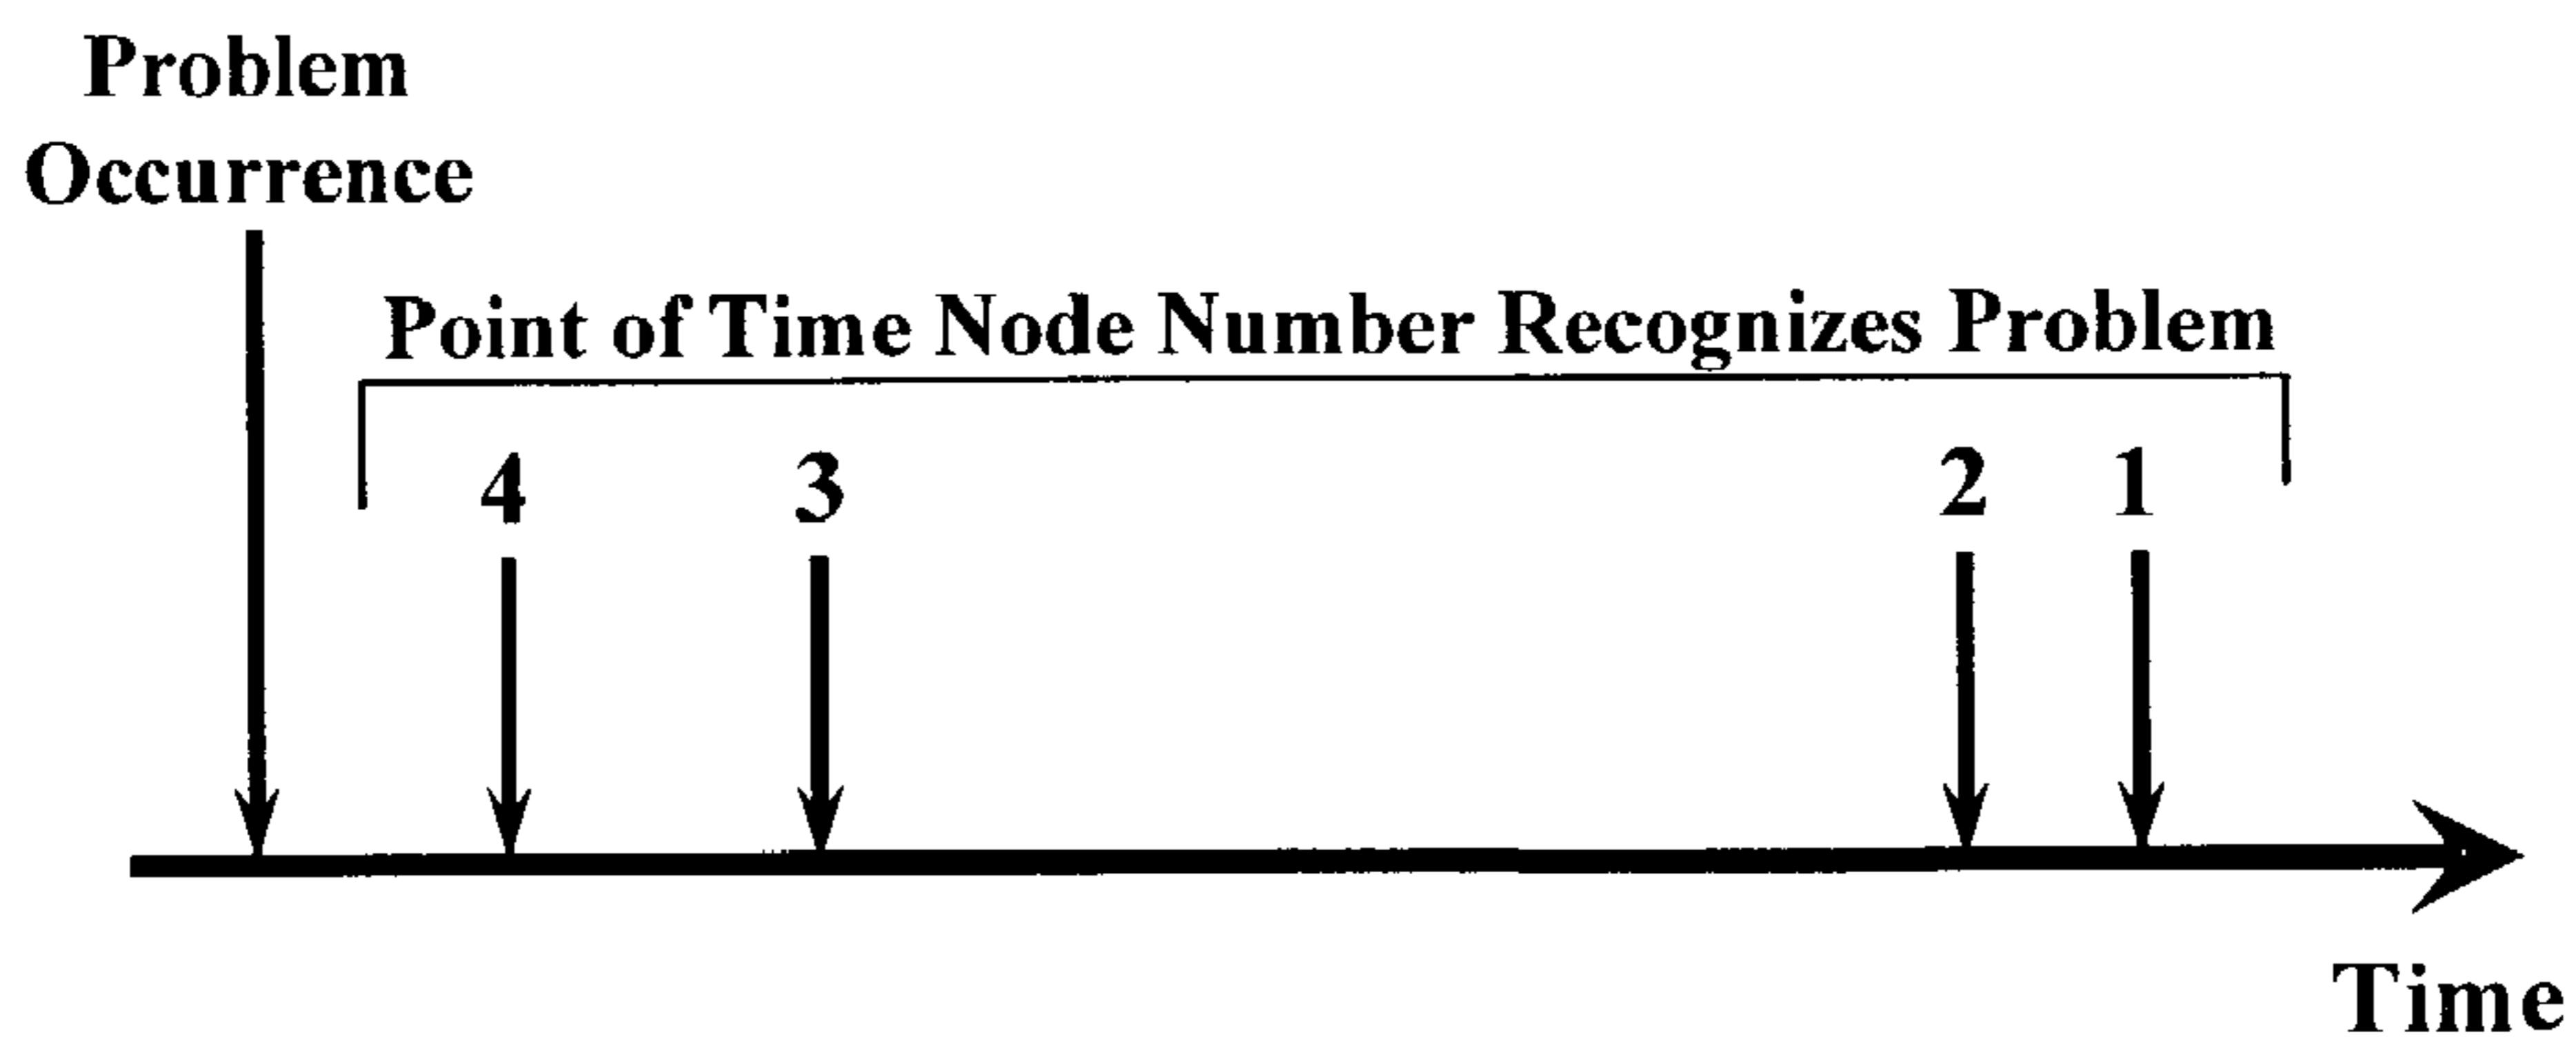 Problem
Occurrence
Point of Time Node Number Recognizes Problem
4 3 2 1
Time